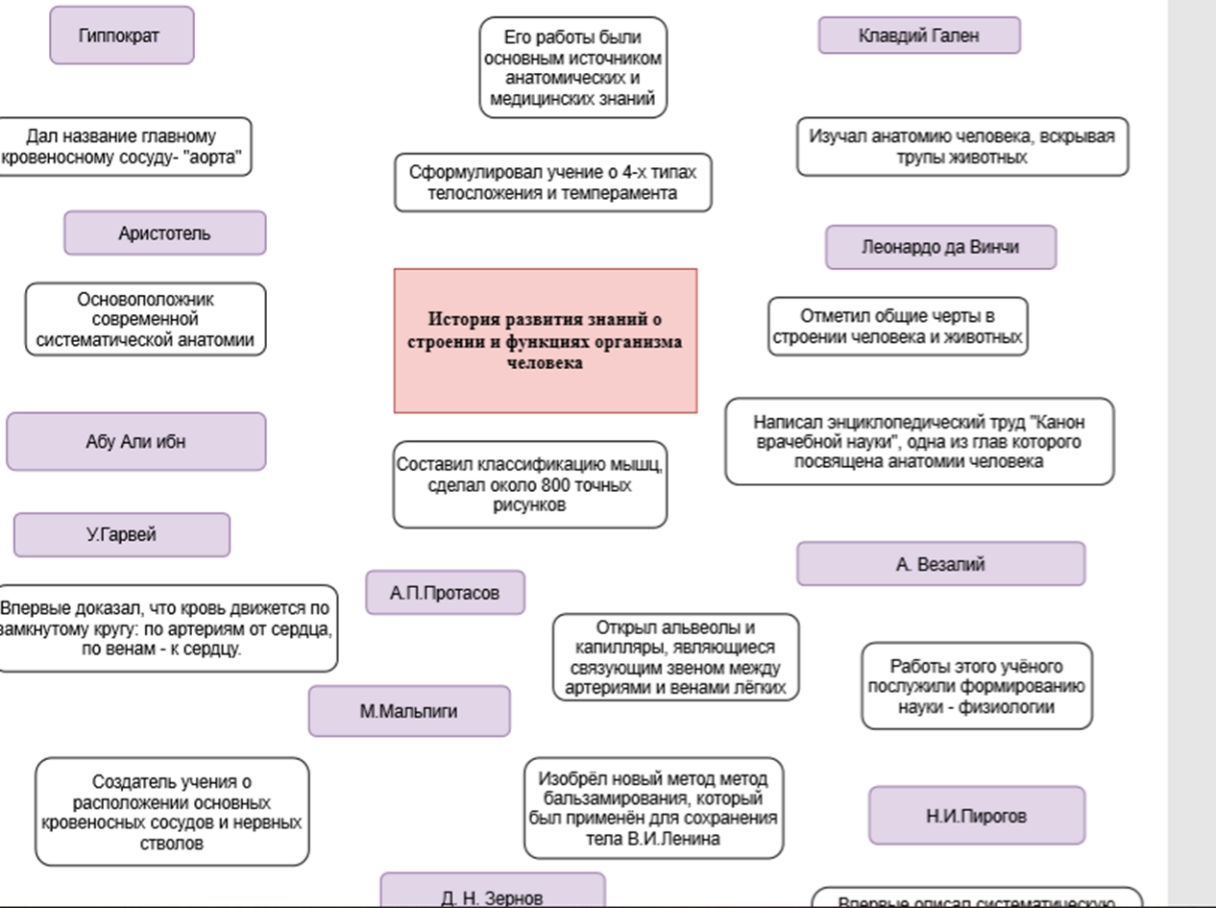 Гиппократ
Его работы были
основным источником
анатомических и
медицинских знаний
Клавдий Гален
Дал название главному
кровеносному сосуду- "аорта"
Сформулировал учение о 4-х типах
телосложения и темперамента
Изучал анатомию человека, вскрывая
трупы животных
Аристотель
Леонардо да Винчи
Основоположник
современной
систематической анатомии
История развития знаний о
строении и функциях организма
человека
Отметил общие черты в
строении человека и животных
Абу Али ибн
Составил классификацию мышц,
сделал около 800 точных
рисунков
Написал энциклопедический труд "Канон
врачебной науки", одна из глав которого
посвящена анатомии человека
У.Гарвей
А. Везалий
Впервые доказал, что кровь движется по
замкнутому кругу: по артериям от сердца,
по венам - к сердцу.
А.П.Протасов
Открыл альвеолы и
капилляры, являющиеся
связующим звеном между
артериями и венами лёгких
Работы этого учёного
послужили формированию
науки - физиологии
М.Мальпиги
Создатель учения о
расположении основных
кровеносных сосудов и нервных
стволов
Изобрёл новый метод метод
бальзамирования, который
был применён для сохранения
тела В.И.Ленина
Н.И.Пирогов
Д. Н. Зернов
Впервые описал систематическую